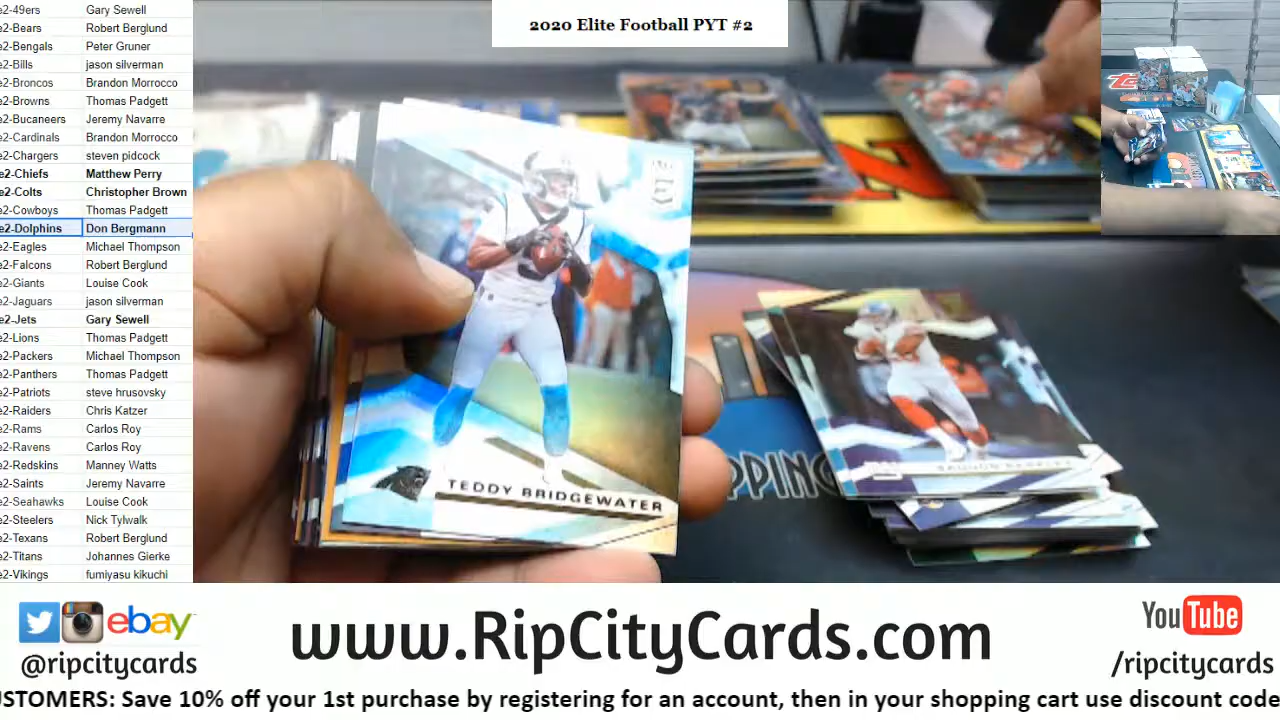 2020 Elite Football PYT #2
e2-49ers Gary Sewell
e2-Bears Robert Berglund
e2-Bengals Peter Gruner
e2-Bills jason silverman
e2-Broncos Brandon Morrocco
e2-Browns Thomas Padgett
e2-Bucaneers Jeremy Navarre
e2-Cardinals Brandon Morrocco
e2-Chargers steven pidcock
e2-Chiefs Matthew Perry
e2-Colts Christopher Brown
e2-Cowboys Thomas Padgett
e2-Dolphins Don Bergmann
e2-Eagles Michael Thompson
e2-Falcons Robert Berglund
e2-Giants Louise Cook
e2-Jaguars jason silverman
e2-Jets Gary Sewell
e2-Lions Thomas Padgett
e2-Packers Michael Thompson
e2-Panthers Thomas Padgett
e2-Patriots steve hrusovsky
e2-Raiders Chris Katzer
e2-Rams Carlos Roy
e2-Ravens Carlos Roy
e2-Redskins Manney Watts
e2-Saints Jeremy Navarre
e2-Seahawks Louise Cook
e2-Steelers Nick Tylwalk
e2-Texans Robert Berglund
e2-Titans Johannes Gierke
e2-Vikings fumiyasu kikuchi
TEDDY BRIDGEWATER
PPING
ebay
@ripcitycards
www.RipCityCards.com
YouTube
/ripcitycards
USTOMERS: Save 10% off your 1st purchase by registering for an account, then in your shopping cart use discount code